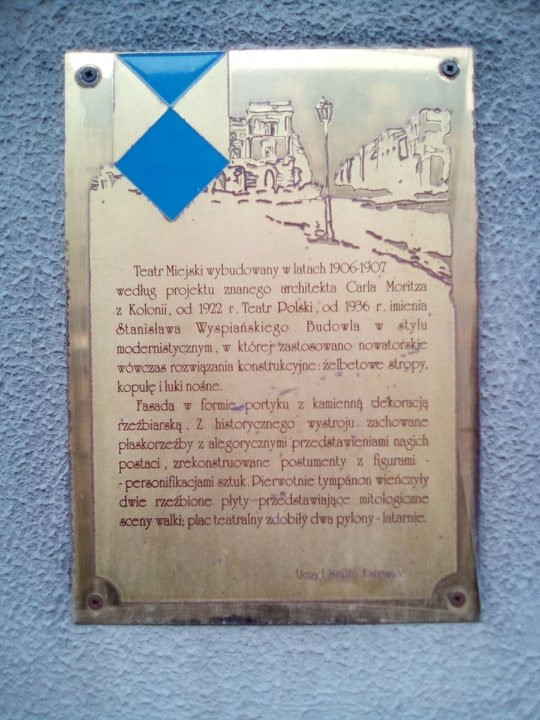 Teatr Miejski wybudowany w latach 1906-1907
według projektu znanego architekta Carla Moritza
z Kolonii, od 1922 r. Teatr Polski, od 1936 r. imienia
Stanisława Wyspiańskiego. Budowla w stylu
modernistycznym, w której zastosowano nowatorskie
wówczas rozwiązania konstrukcyjne: żelbetowe stropy,
kopułę i łuki nośne.
Fasada w formie portyku z kamienną dekoracją
rzeźbiarską. Z historycznego wystroju zachowane
płaskorzeźby z alegorycznymi przedstawieniami nagich
postaci, zrekonstruowane postumenty z figurami -
- personifikacjami sztuk. Pierwotnie tympanon wieńczyły
dwie rzeźbione płyty przedstawiające mitologiczne
sceny walki; plac teatralny zdobiły dwa pylony - latarnie.
Urząd Miejski Katowice